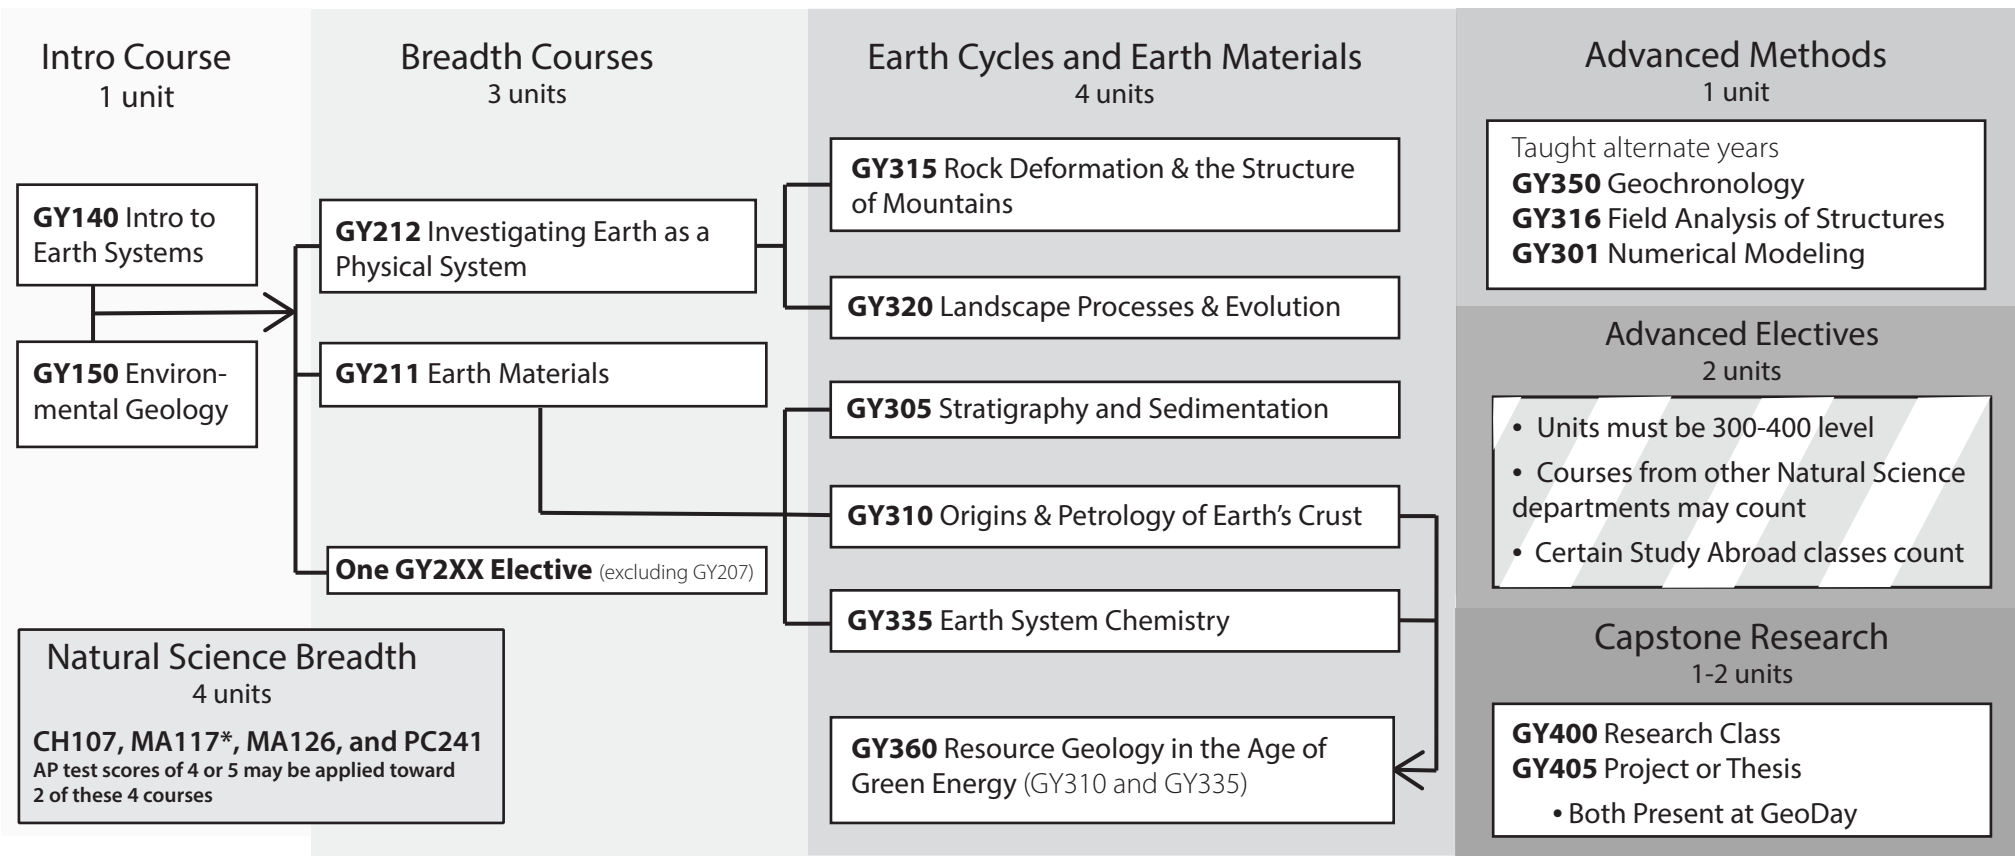 Intro Course
1 unit
GY140 Intro to
Earth Systems
GY150 Environ-
mental Geology
Natural Science Breadth
4 units
CH107, MA117*, MA126, and PC241
AP test scores of 4 or 5 may be applied toward
2 of these 4 courses
Breadth Courses
3 units
GY212 Investigating Earth as a
Physical System
GY211 Earth Materials
One GY2XX Elective (excluding GY207)
Earth Cycles and Earth Materials
4 units
GY315 Rock Deformation & the Structure
of Mountains
GY320 Landscape Processes & Evolution
GY305 Stratigraphy and Sedimentation
GY310 Origins & Petrology of Earth’s Crust
GY335 Earth System Chemistry
GY360 Resource Geology in the Age of
Green Energy (GY310 and GY335)
Advanced Methods
1 unit
Taught alternate years
GY350 Geochronology
GY316 Field Analysis of Structures
GY301 Numerical Modeling
Advanced Electives
2 units
• Units must be 300-400 level
• Courses from other Natural Science
departments may count
• Certain Study Abroad classes count
Capstone Research
1-2 units
GY400 Research Class
GY405 Project or Thesis
• Both Present at GeoDay